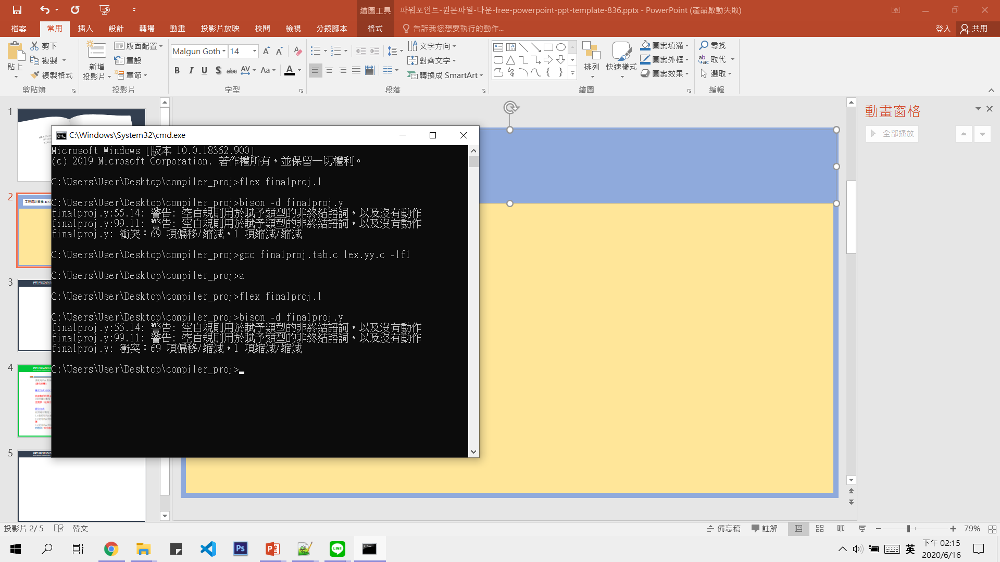 繪圖工具
파워포인트-원본파일-다운-free-powerpoint-ppt-template-836.pptx - PowerPoint (產品啟動失敗)
檔案 常用 插入 設計 轉場 動畫 投影片放映 校閱 檢視 分鏡腳本 格式 告訴我您想要執行的動作... 登入 共用
貼上 剪下 複製 複製格式 剪貼簿
新增投影片 版面配置 重設 章節 投影片
Malgun Goth 14 字型
文字方向 對齊文字 轉換成 SmartArt 段落
排列 快速樣式 圖案填滿 圖案外框 圖案效果 繪圖
尋找 取代 選取 編輯
動畫窗格
全部播放
1
2
3
4
5
C:\Windows\System32\cmd.exe
Microsoft Windows [版本 10.0.18362.900]
(c) 2019 Microsoft Corporation. 著作權所有，並保留一切權利。
C:\Users\User\Desktop\compiler_proj>flex finalproj.l
C:\Users\User\Desktop\compiler_proj>bison -d finalproj.y
finalproj.y:55.14: 警告: 空白規則用於賦予類型的非終結語詞，以及沒有動作
finalproj.y:99.11: 警告: 空白規則用於賦予類型的非終結語詞，以及沒有動作
finalproj.y: 衝突：69 項偏移/縮減，1 項縮減/縮減
C:\Users\User\Desktop\compiler_proj>gcc finalproj.tab.c lex.yy.c -lfl
C:\Users\User\Desktop\compiler_proj>a
C:\Users\User\Desktop\compiler_proj>flex finalproj.l
C:\Users\User\Desktop\compiler_proj>bison -d finalproj.y
finalproj.y:55.14: 警告: 空白規則用於賦予類型的非終結語詞，以及沒有動作
finalproj.y:99.11: 警告: 空白規則用於賦予類型的非終結語詞，以及沒有動作
finalproj.y: 衝突：69 項偏移/縮減，1 項縮減/縮減
C:\Users\User\Desktop\compiler_proj>
投影片 2/5 韓文 備忘稿 註解 79%
英 下午 02:15
2020/6/16